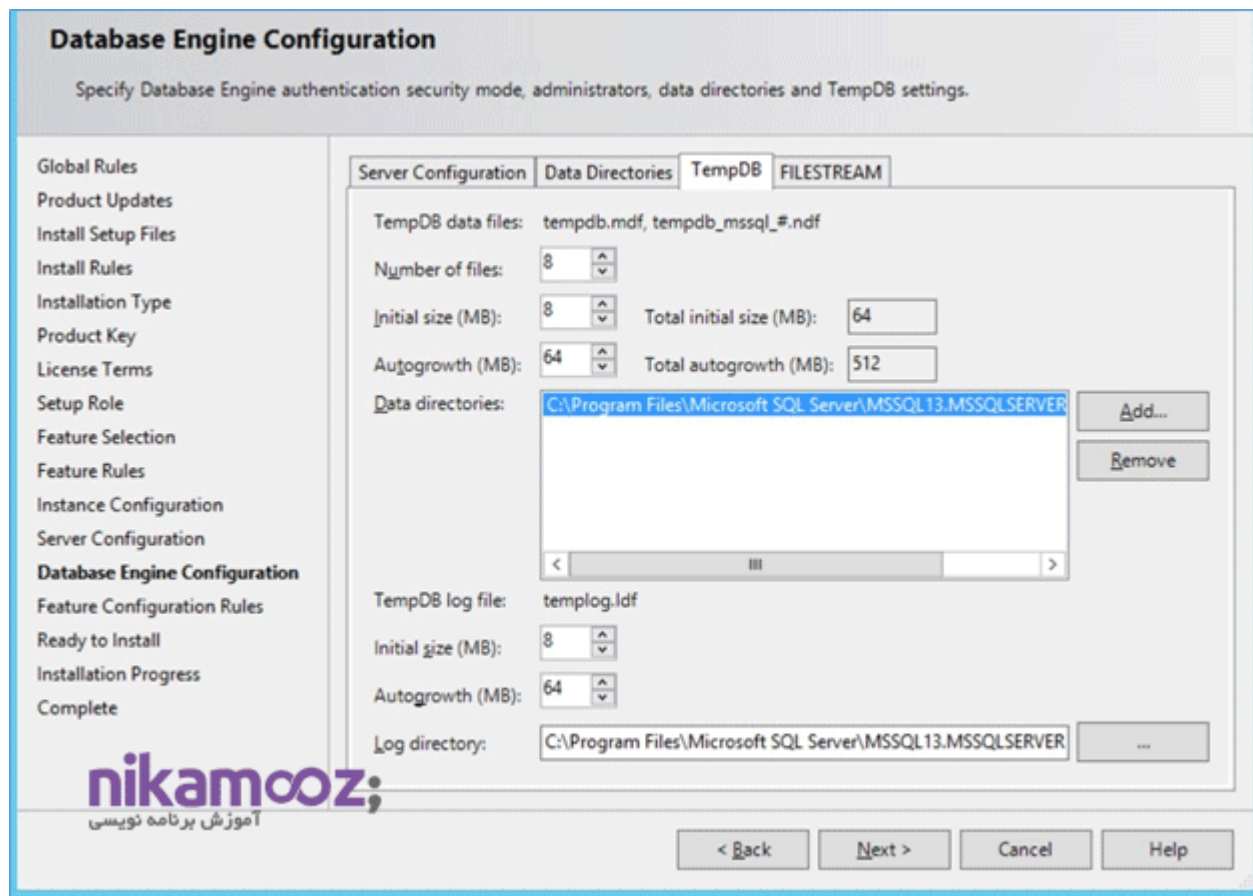 Database Engine Configuration
Specify Database Engine authentication security mode, administrators, data directories and TempDB settings.
Global Rules
Product Updates
Install Setup Files
Install Rules
Installation Type
Product Key
License Terms
Setup Role
Feature Selection
Feature Rules
Instance Configuration
Server Configuration
Database Engine Configuration
Feature Configuration Rules
Ready to Install
Installation Progress
Complete
Server Configuration Data Directories TempDB FILESTREAM
TempDB data files: tempdb.mdf, tempdb_mssql_#.ndf
Number of files: 8
Initial size (MB): 8 Total initial size (MB): 64
Autogrowth (MB): 64 Total autogrowth (MB): 512
Data directories: C:\Program Files\Microsoft SQL Server\MSSQL13.MSSQLSERVER Add...
Remove
TempDB log file: templog.ldf
Initial size (MB): 8
Autogrowth (MB): 64
Log directory: C:\Program Files\Microsoft SQL Server\MSSQL13.MSSQLSERVER ...
nikamooz;
آموزش برنامه نویسی
< Back Next > Cancel Help